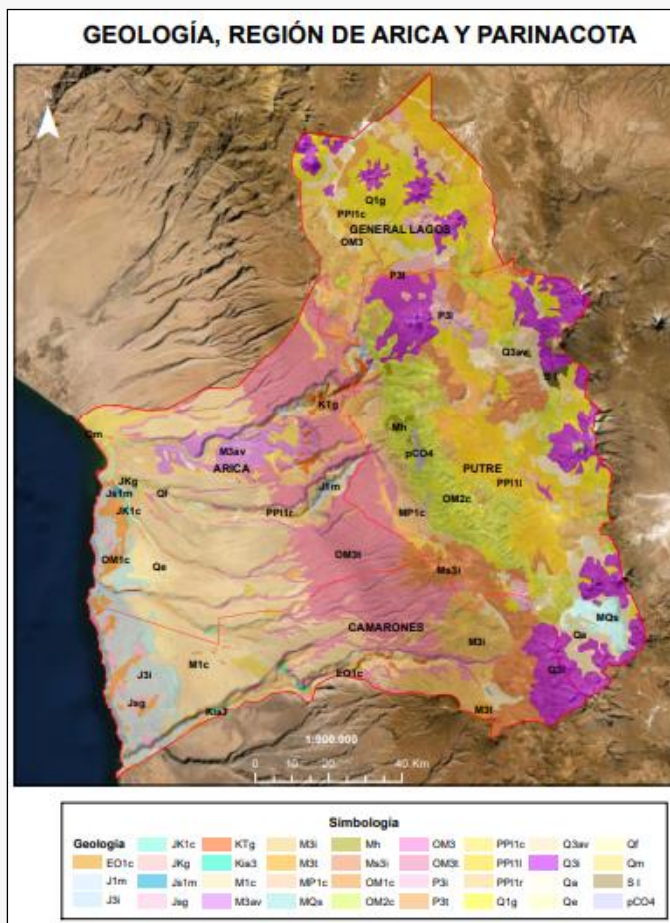 GEOLOGÍA, REGIÓN DE ARICA Y PARINACOTA
Q1g
PPl1c
GENERAL LAGOS
OM3
P3t
P3i
Q3av
KTg
Qm
Mh
M3av
pCO4
ARICA
PUTRE
JKg
J1m
PPl1l
Js1m
Qf
OM2c
JK1c
PPl1r
MP1c
OM3t
OM1c
Qe
Ms3i
MQs
CAMARONES
Qa
M3i
M1c
J3i
EO1c
Q3i
Jsg
Kia3
M3t
1:900.000
0 10 20 40 Km
Simbología
Geología JK1c KTg M3i Mh OM3 PPl1c Q3av Qf
EO1c JKg Kia3 M3t Ms3i OM3t PPl1l Q3i Qm
J1m Js1m M1c MP1c OM1c P3i PPl1r Qa S I
J3i Jsg M3av MQs OM2c P3t Q1g Qe pCO4